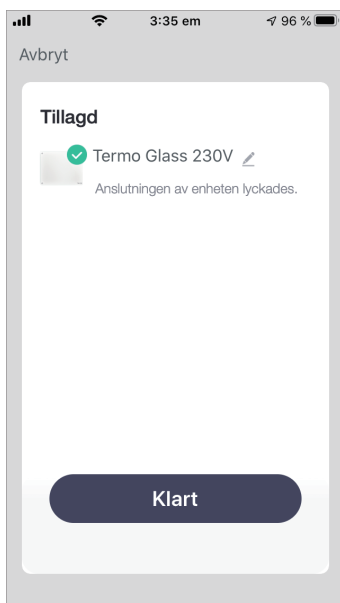 3:35 em 96 %
Avbryt
Tillagd
Termo Glass 230V
Anslutningen av enheten lyckades.
Klart